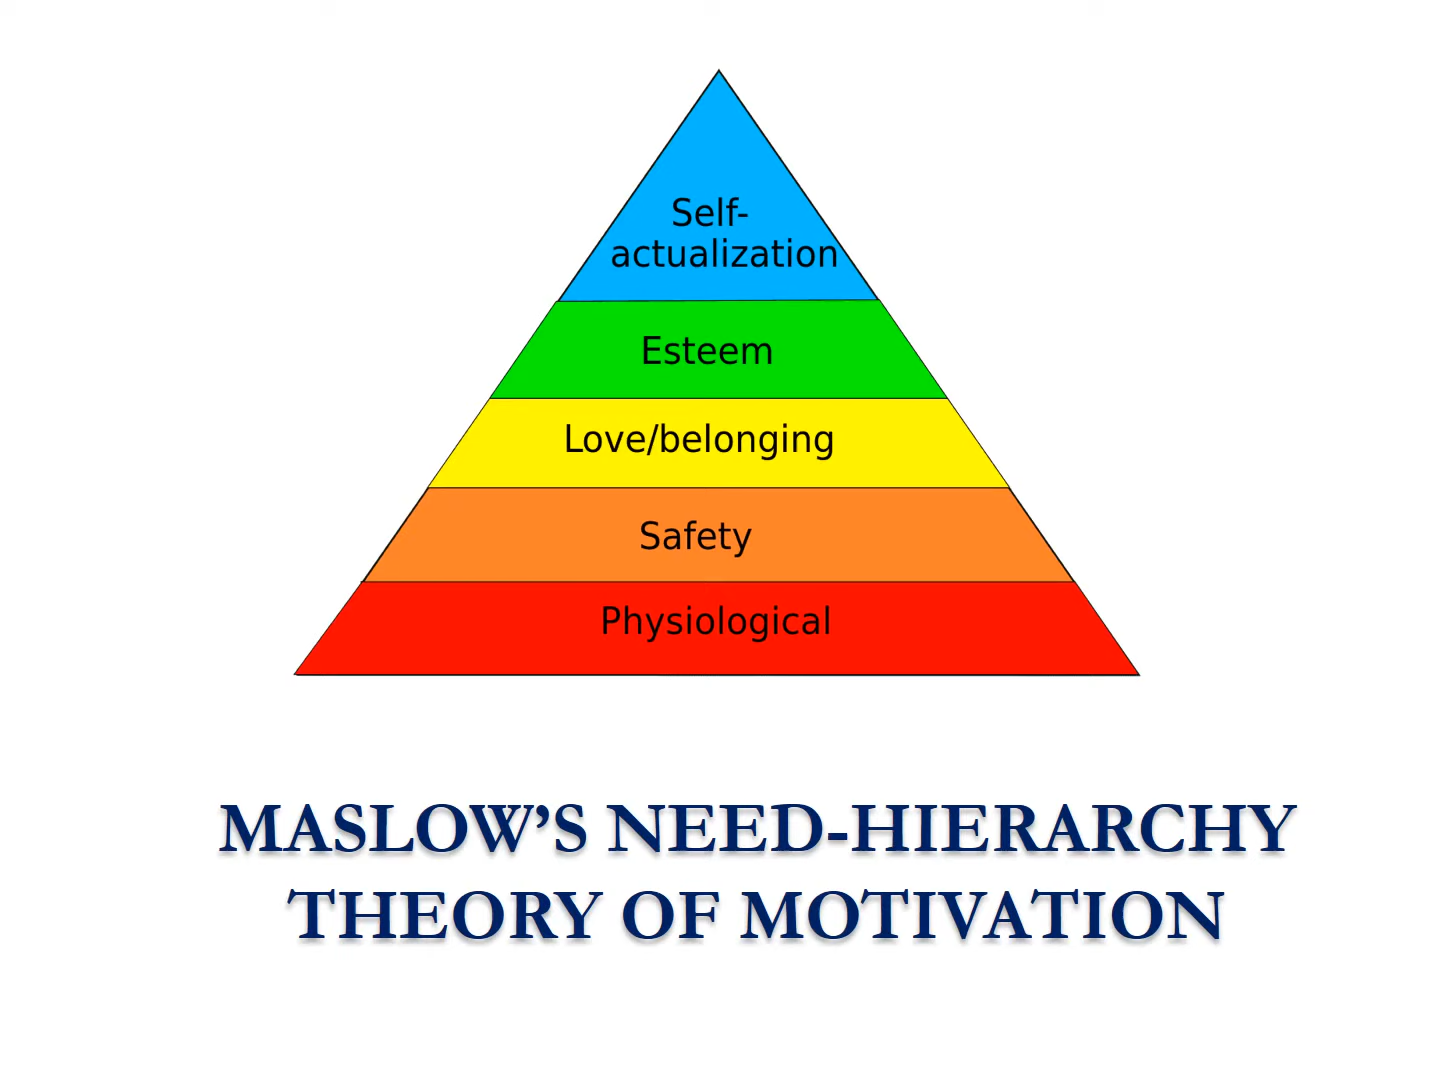 Self-
actualization
Esteem
Love/belonging
Safety
Physiological
MASLOW’S NEED-HIERARCHY
THEORY OF MOTIVATION